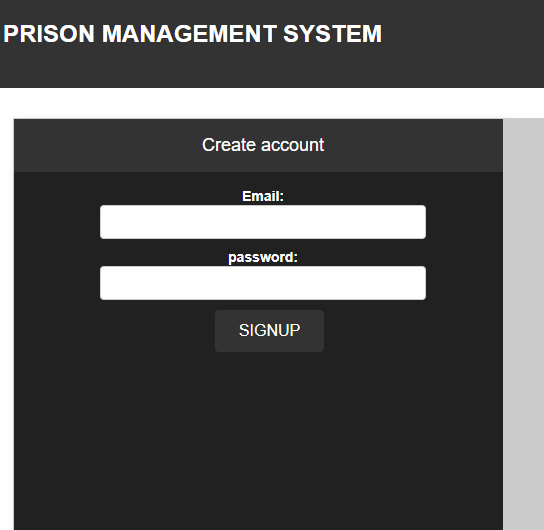 PRISON MANAGEMENT SYSTEM
Create account
Email:
password:
SIGNUP